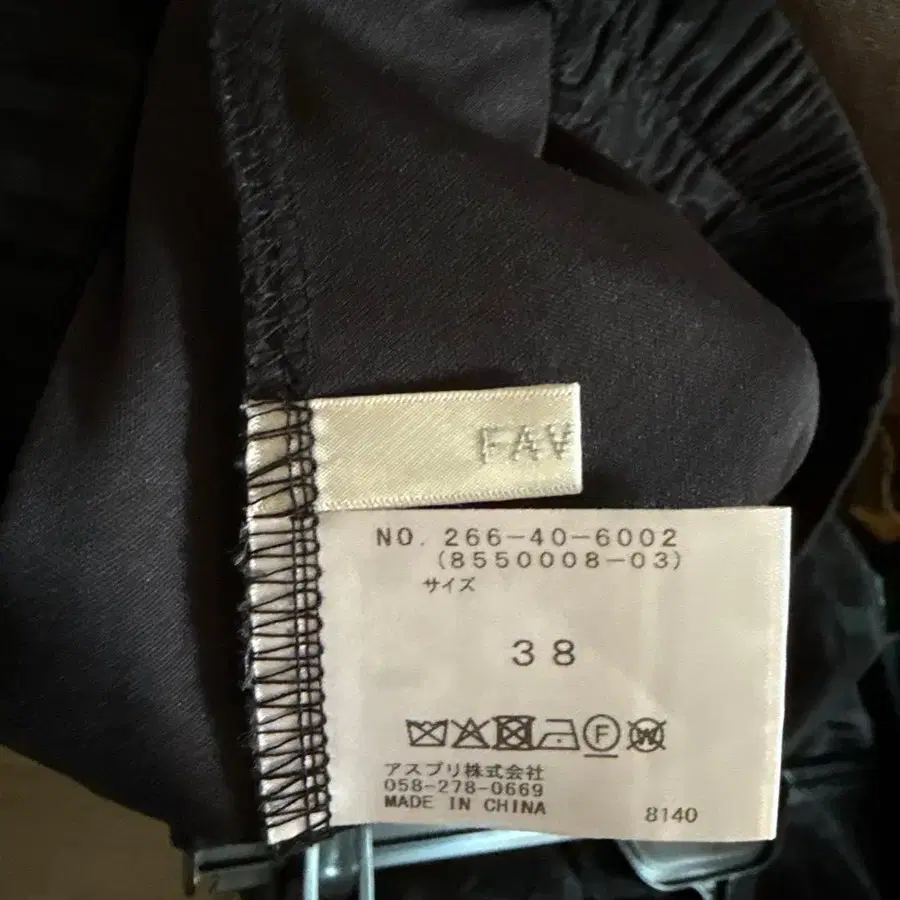 FAV
NO. 266-40-6002
(8550008-03)
サイズ
38
F W
アスプリ株式会社
058-278-0669
MADE IN CHINA
8140